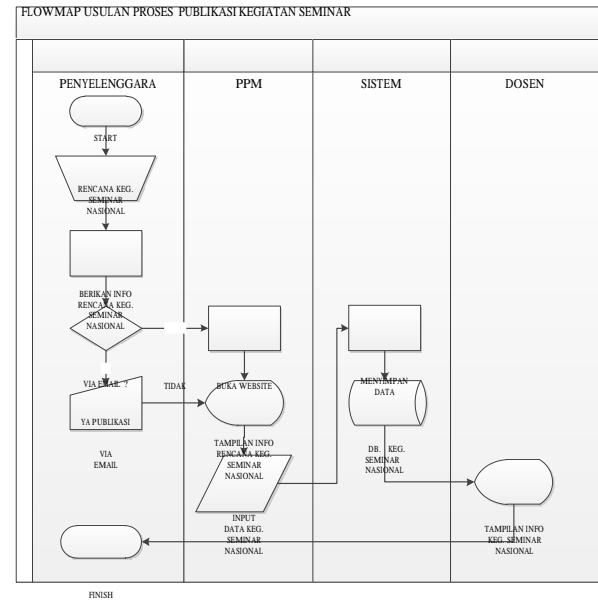 FLOWMAP USULAN PROSES PUBLIKASI KEGIATAN SEMINAR
PENYELENGGARA
PPM
SISTEM
DOSEN
START
RENCANA KEG.
SEMINAR
NASIONAL
BERIKAN INFO
RENCANA KEG.
SEMINAR
NASIONAL
VIA EMAIL ?
TIDAK
BUKA WEBSITE
MENYIMPAN
DATA
YA PUBLIKASI
VIA
EMAIL
TAMPILAN INFO
RENCANA KEG.
SEMINAR
NASIONAL
DB. KEG.
SEMINAR
NASIONAL
INPUT
DATA KEG.
SEMINAR
NASIONAL
TAMPILAN INFO
KEG. SEMINAR
NASIONAL
FINISH